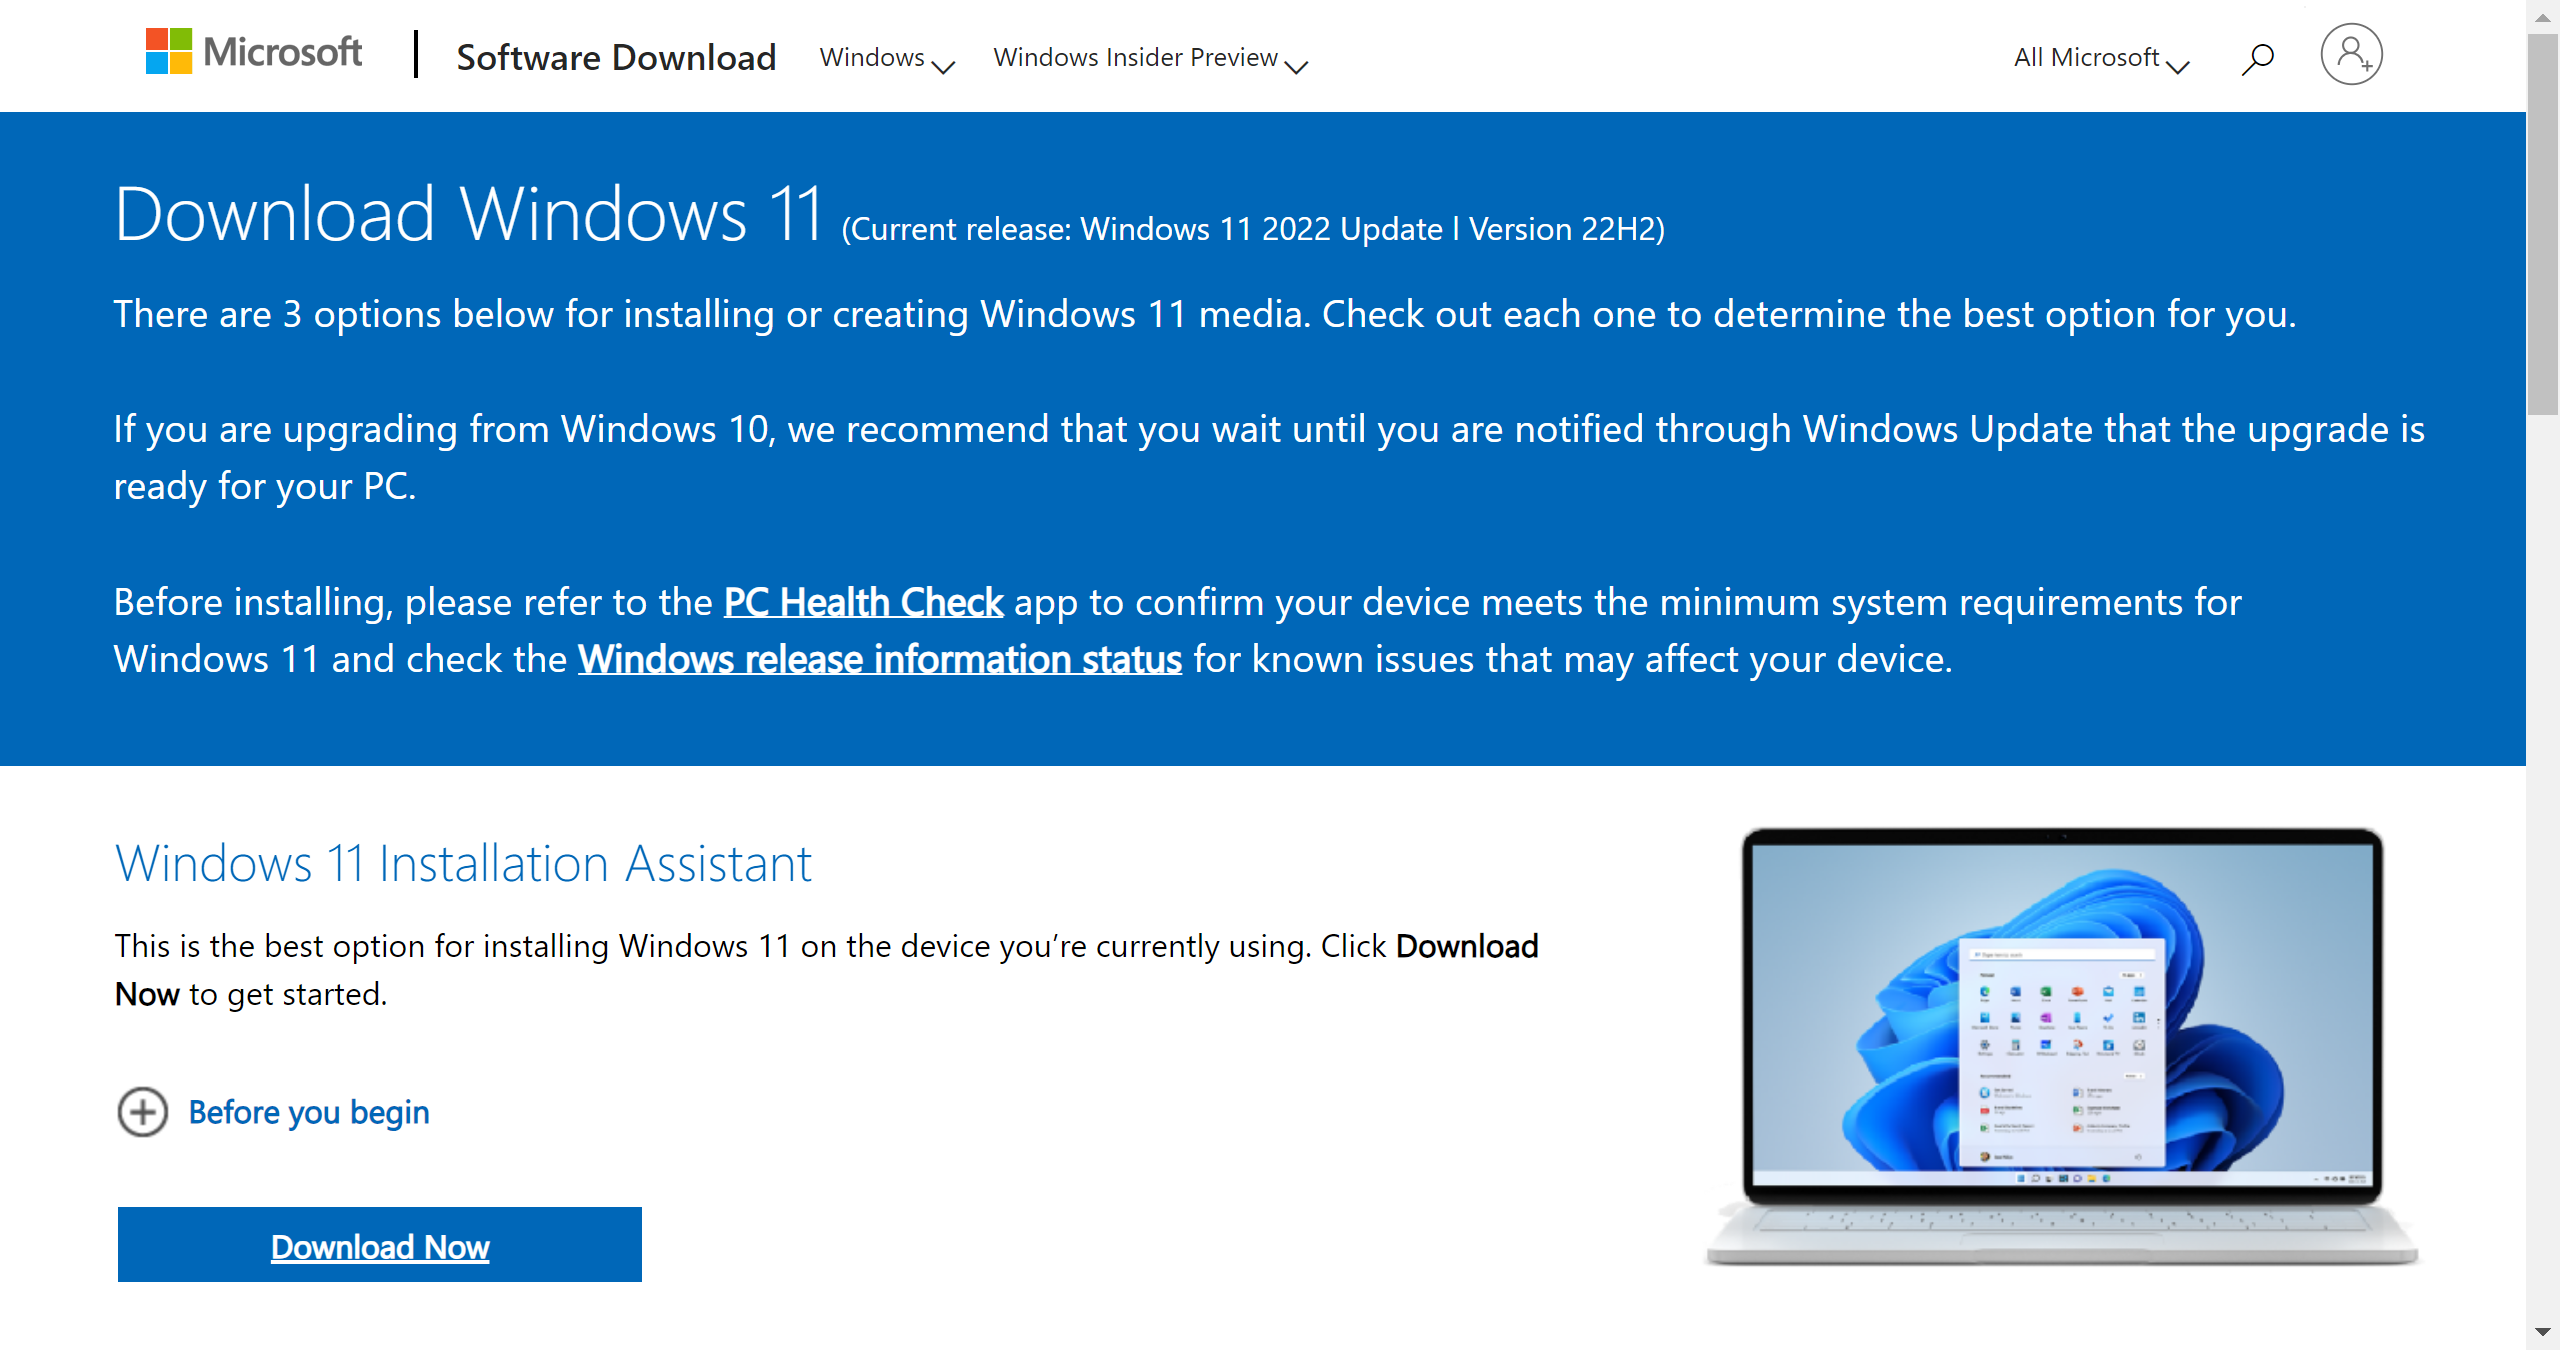 Microsoft
Software Download
Windows
Windows Insider Preview
All Microsoft
Download Windows 11 (Current release: Windows 11 2022 Update l Version 22H2)
There are 3 options below for installing or creating Windows 11 media. Check out each one to determine the best option for you.
If you are upgrading from Windows 10, we recommend that you wait until you are notified through Windows Update that the upgrade is
ready for your PC.
Before installing, please refer to the PC Health Check app to confirm your device meets the minimum system requirements for
Windows 11 and check the Windows release information status for known issues that may affect your device.
Windows 11 Installation Assistant
This is the best option for installing Windows 11 on the device you’re currently using. Click Download
Now to get started.
Before you begin
Download Now